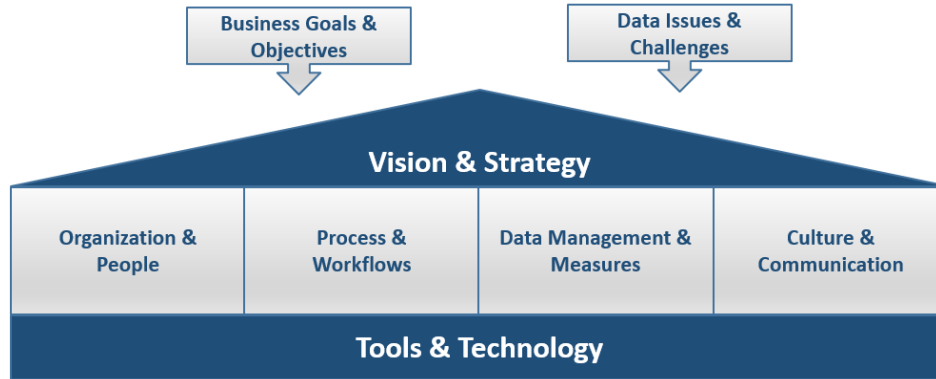 Business Goals &
Objectives
Data Issues &
Challenges
Vision & Strategy
Organization &
People
Process &
Workflows
Data Management &
Measures
Culture &
Communication
Tools & Technology